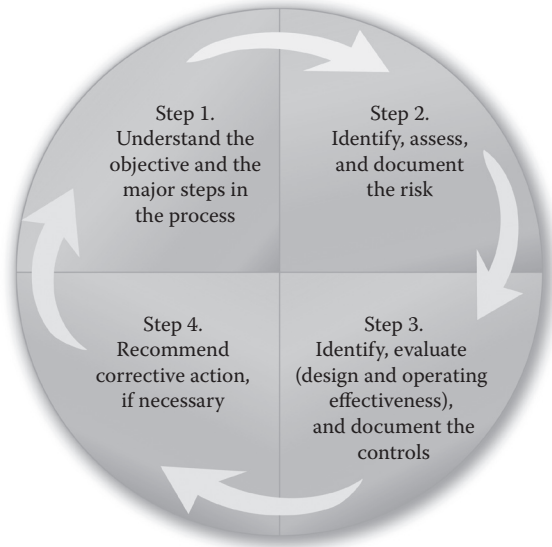 Step 1.
Understand the
objective and the
major steps in
the process
Step 2.
Identify, assess,
and document
the risk
Step 3.
Identify, evaluate
(design and operating
effectiveness),
and document the
controls
Step 4.
Recommend
corrective action,
if necessary